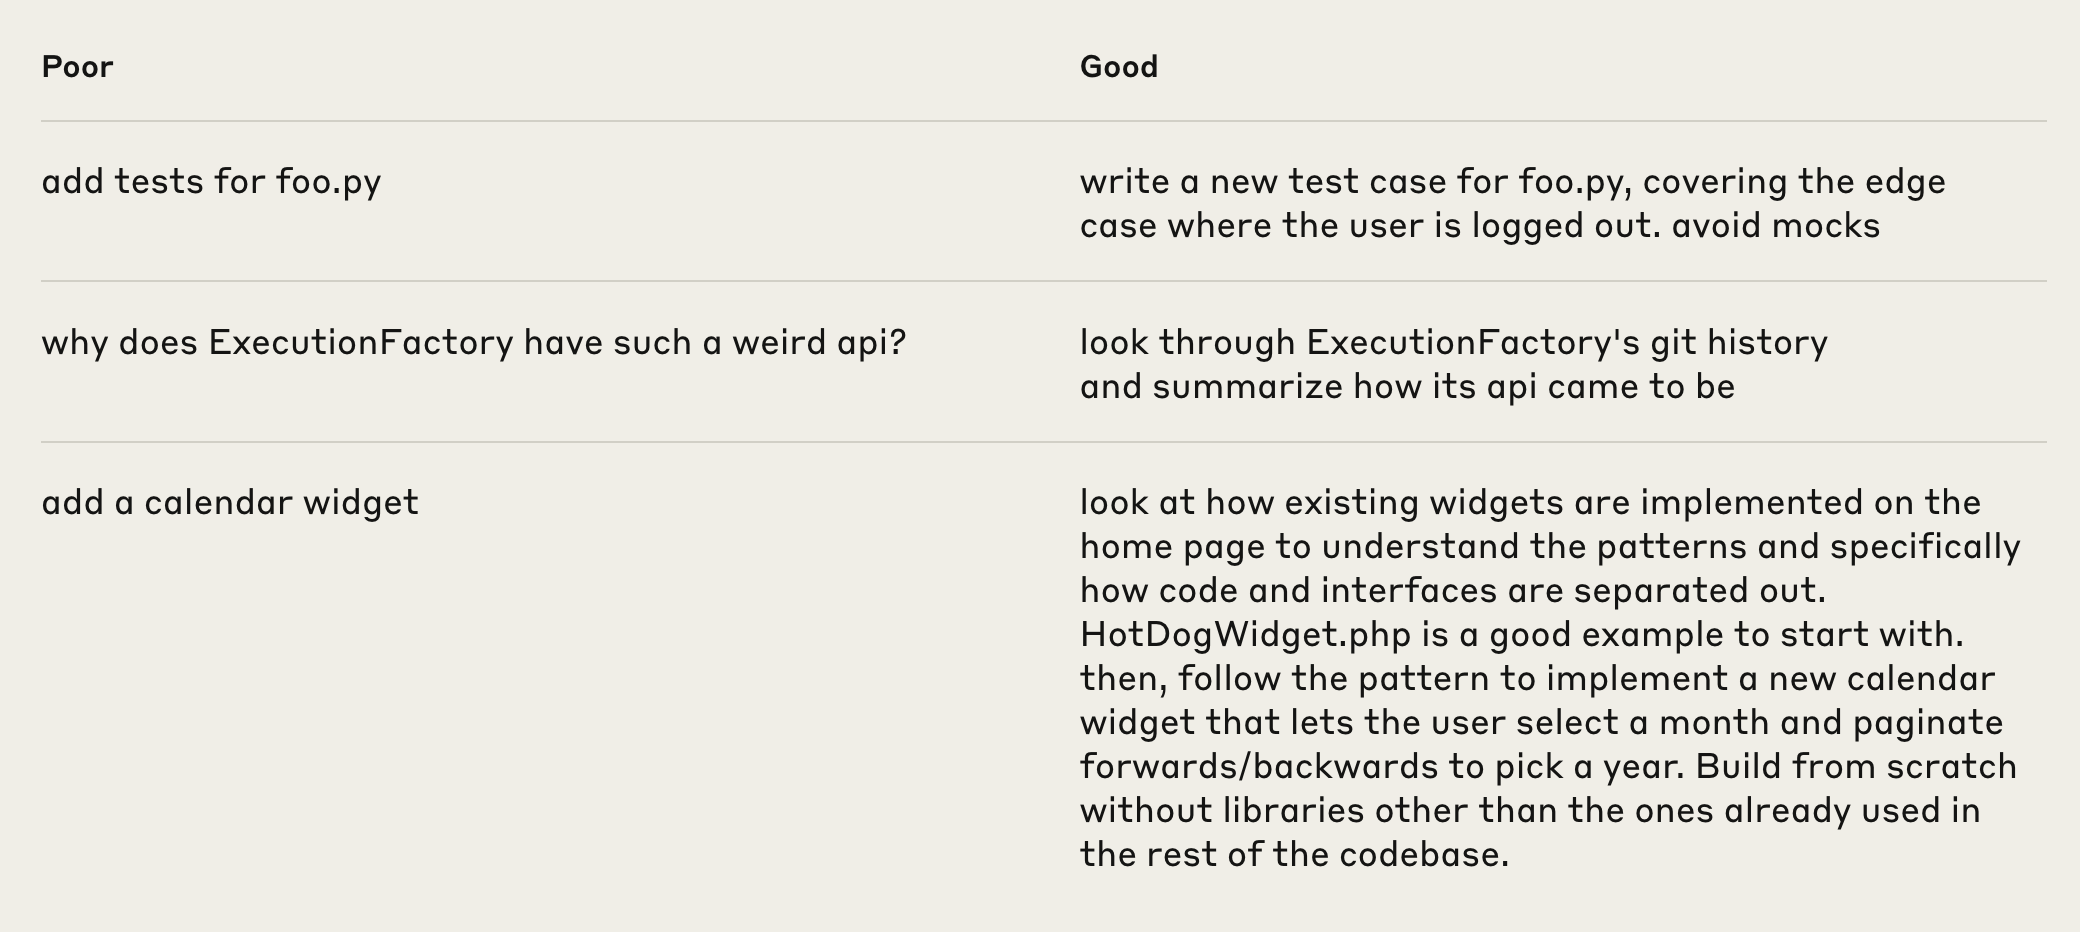 Poor
Good
add tests for foo.py
write a new test case for foo.py, covering the edge
case where the user is logged out. avoid mocks
why does ExecutionFactory have such a weird api?
look through ExecutionFactory's git history
and summarize how its api came to be
add a calendar widget
look at how existing widgets are implemented on the
home page to understand the patterns and specifically
how code and interfaces are separated out.
HotDogWidget.php is a good example to start with.
then, follow the pattern to implement a new calendar
widget that lets the user select a month and paginate
forwards/backwards to pick a year. Build from scratch
without libraries other than the ones already used in
the rest of the codebase.